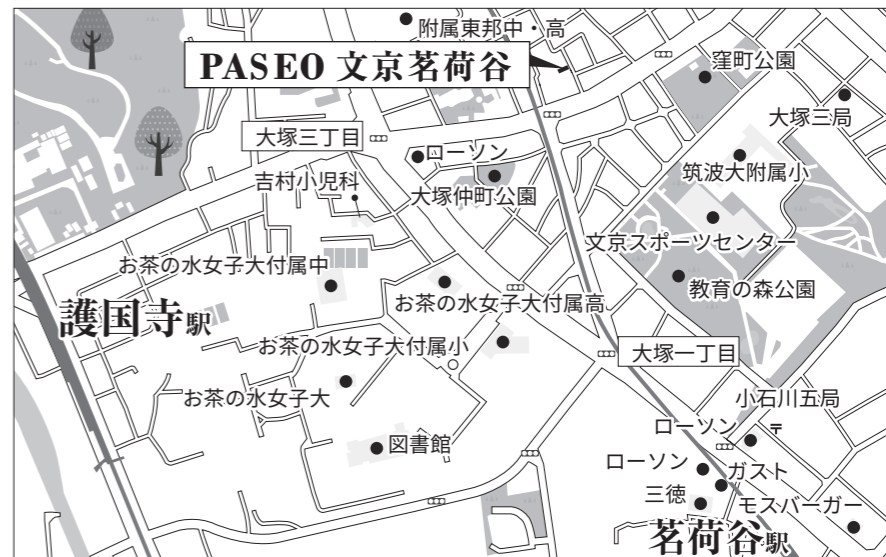 附属東邦中・高
PASEO 文京茗荷谷
窪町公園
大塚三局
大塚三丁目
ローソン
筑波大附属小
吉村小児科
大塚仲町公園
文京スポーツセンター
お茶の水女子大付属中
教育の森公園
お茶の水女子大付属高
護国寺駅
お茶の水女子大付属小
大塚一丁目
お茶の水女子大
小石川五局
ローソン
〒
図書館
ローソン
ガスト
三徳
モスバーガー
茗荷谷駅